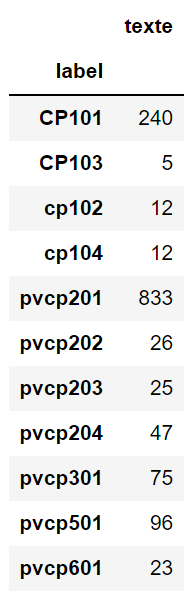 texte
label
CP101 240
CP103 5
cp102 12
cp104 12
pvcp201 833
pvcp202 26
pvcp203 25
pvcp204 47
pvcp301 75
pvcp501 96
pvcp601 23